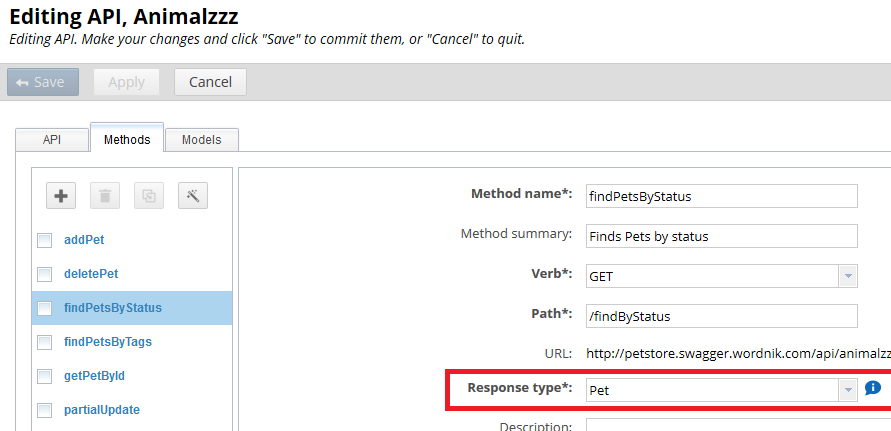 Editing API, Animalzzz
Editing API. Make your changes and click "Save" to commit them, or "Cancel" to quit.
Save Apply Cancel
API Methods Models
addPet
deletePet
findPetsByStatus
findPetsByTags
getPetById
partialUpdate
Method name*: findPetsByStatus
Method summary: Finds Pets by status
Verb*: GET
Path*: /findByStatus
URL: http://petstore.swagger.wordnik.com/api/animalzz
Response type*: Pet
Description: